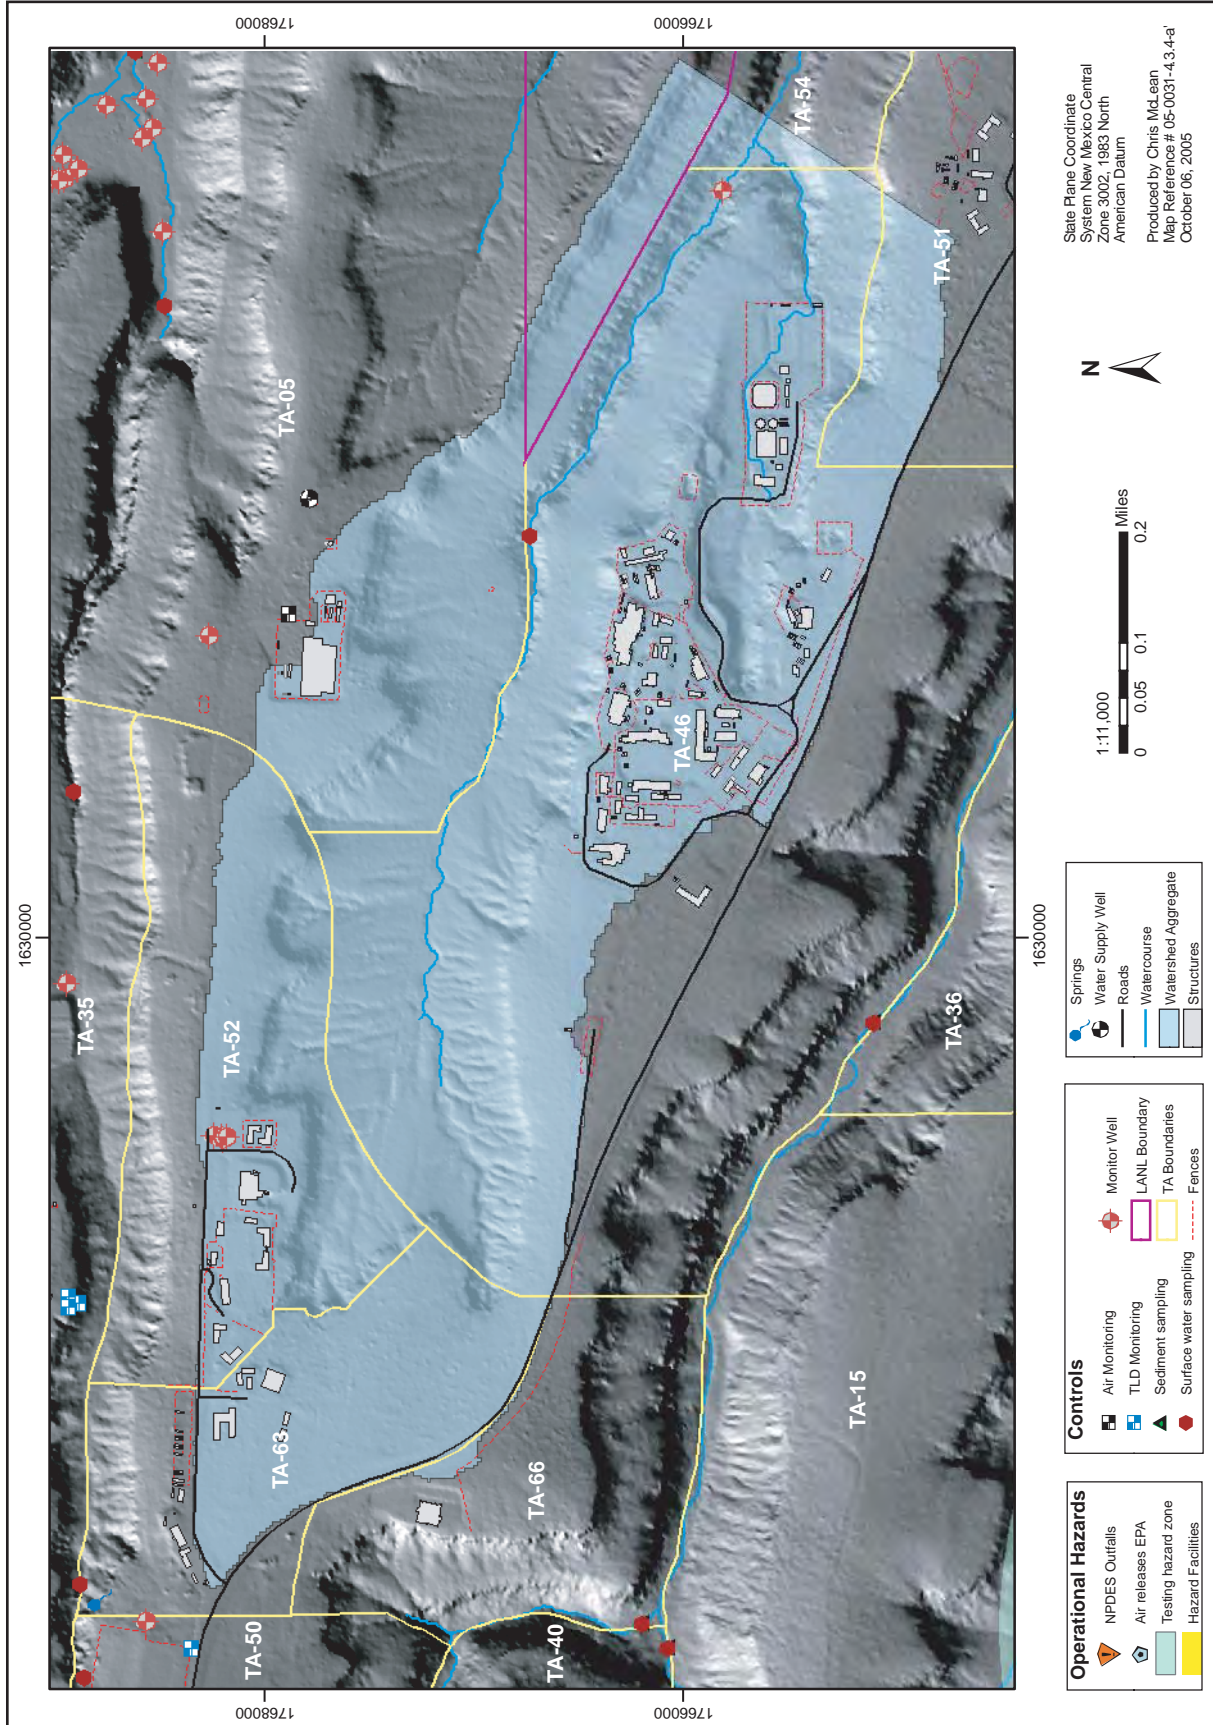 1630000
1768000
1766000
TA-35
TA-52
TA-05
TA-63
TA-50
TA-66
TA-40
TA-46
TA-54
TA-51
TA-15
TA-36
1768000
1766000
1630000
Operational Hazards
NPDES Outfalls
Air releases EPA
Testing hazard zone
Hazard Facilities
Controls
Air Monitoring
TLD Monitoring
Sediment sampling
Surface water sampling
Monitor Well
LANL Boundary
TA Boundaries
Fences
Springs
Water Supply Well
Roads
Watercourse
Watershed Aggregate
Structures
1:11,000
0 0.05 0.1 0.2
Miles
N
State Plane Coordinate
System New Mexico Central
Zone 3002, 1983 North
American Datum
Produced by Chris McLean
Map Reference # 05-0031-4.3.4-a'
October 06, 2005